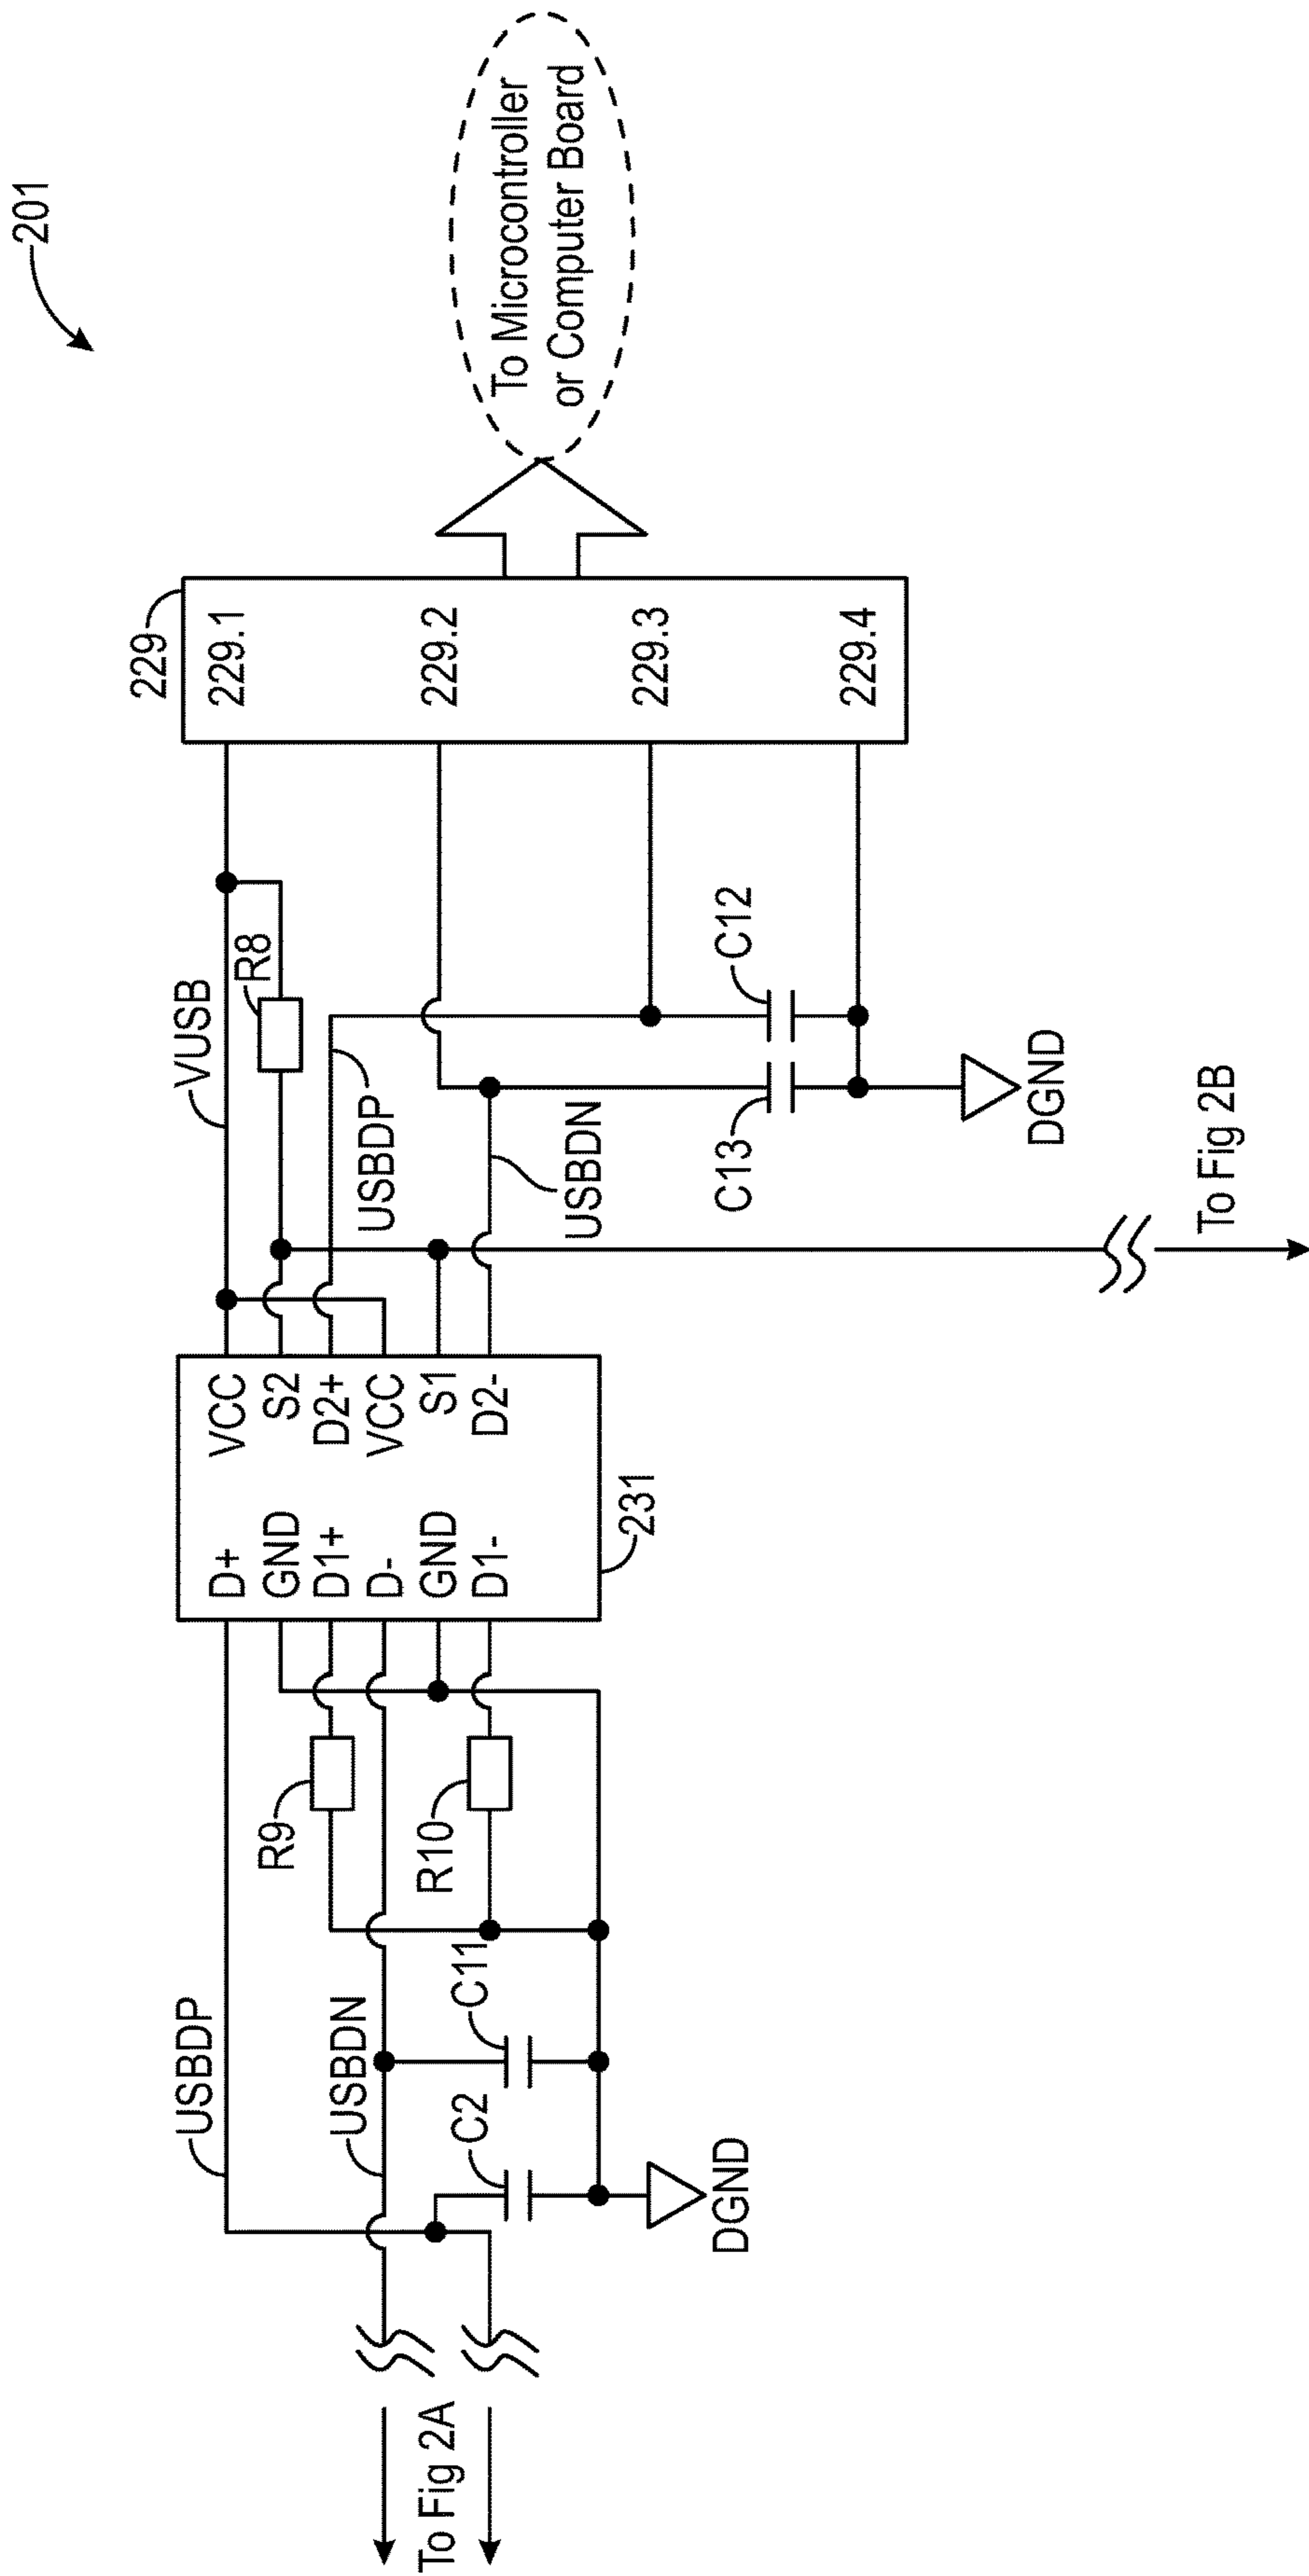 201
To Microcontroller
or Computer Board
229
229.1
229.2
229.3
229.4
VUSB
R8
USBDP
USBDN
C12
C13
DGND
To Fig 2B
VCC
S2
D2+
VCC
S1
D2-
D+
GND
D1+
D-
GND
D1-
231
R9
R10
USBDP
USBDN
C11
C2
DGND
To Fig 2A